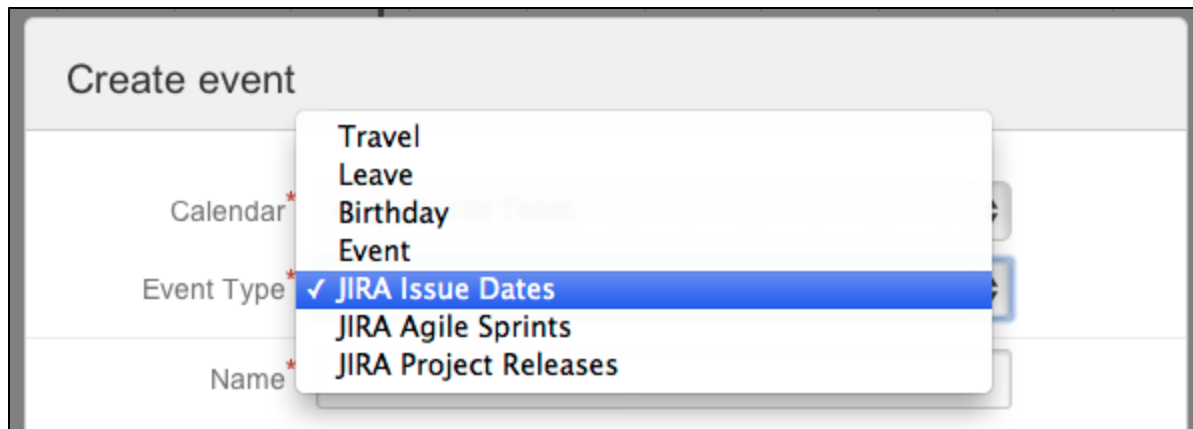 Create event
Travel
Leave
Calendar*
Birthday
Event
Event Type* ✓ JIRA Issue Dates
JIRA Agile Sprints
JIRA Project Releases
Name*